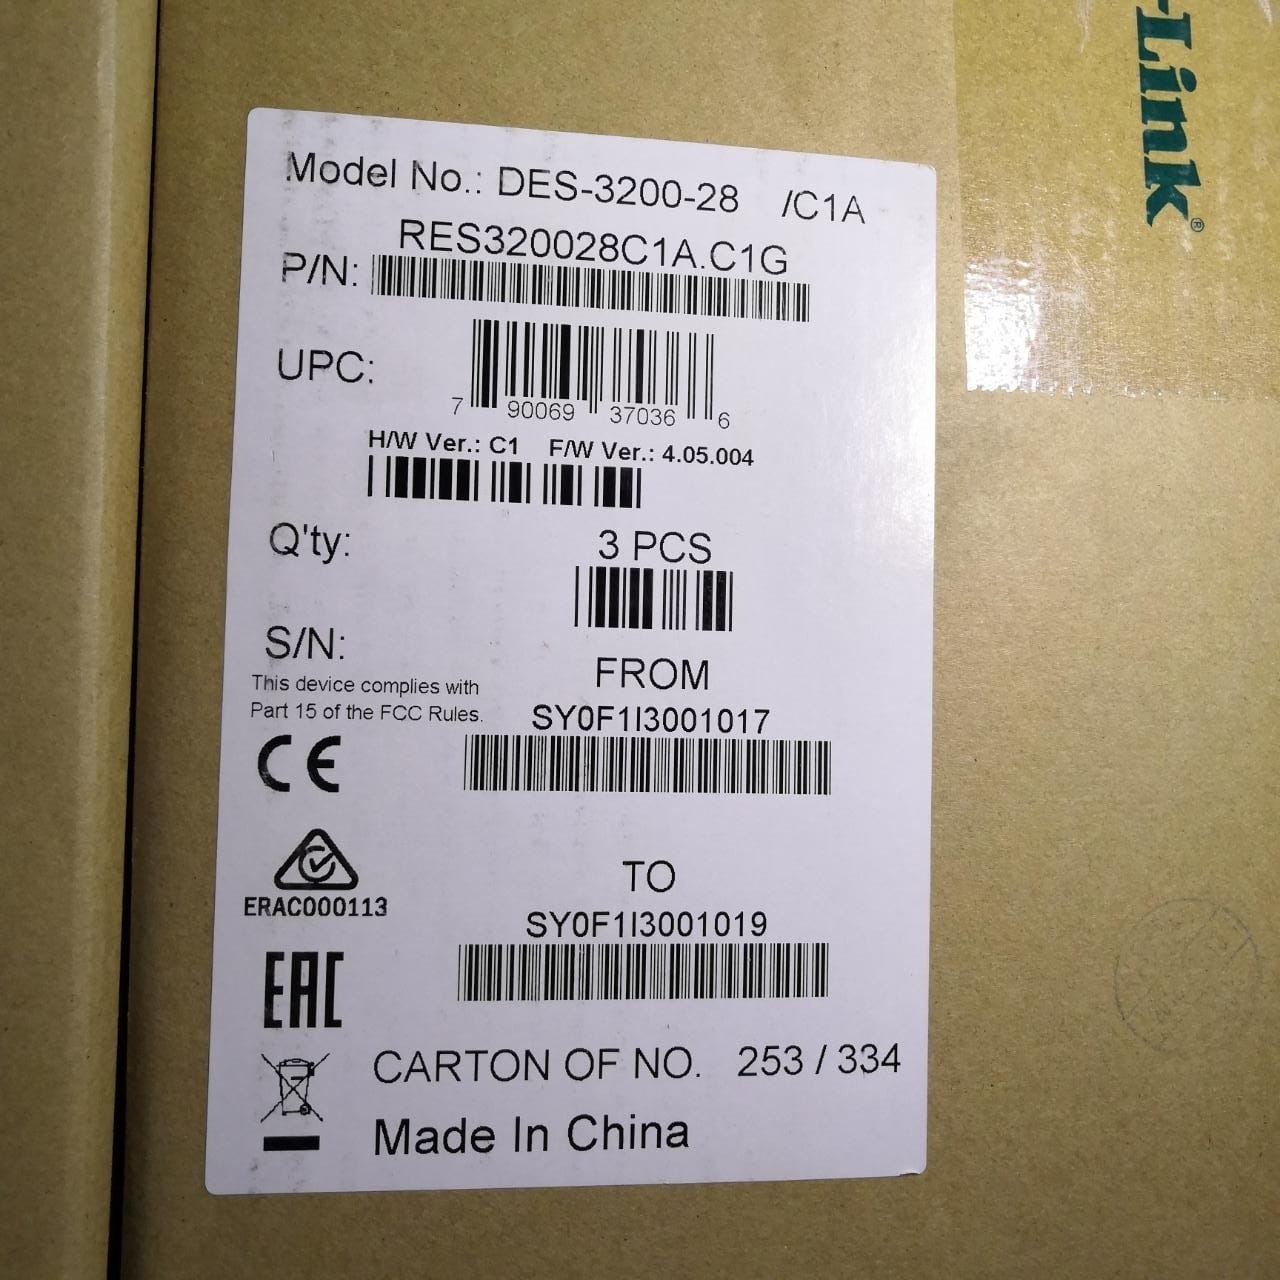 -Link®
Model No.: DES-3200-28 /C1A
RES320028C1A.C1G
P/N:
UPC:
7 90069 37036 6
H/W Ver.: C1 F/W Ver.: 4.05.004
Q'ty: 3 PCS
S/N:
This device complies with
Part 15 of the FCC Rules.
FROM
SY0F1I3001017
CE
TO
SY0F1I3001019
ERAC000113
EAC
CARTON OF NO. 253 / 334
Made In China